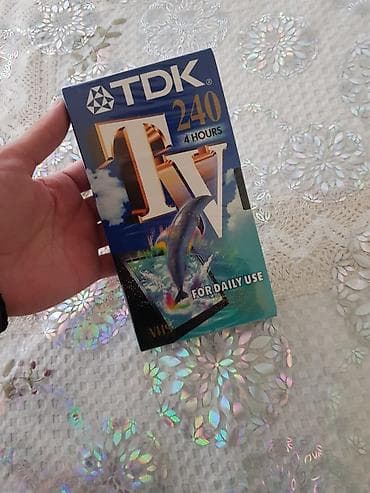 TDK®
240
4 HOURS
TV
FOR DAILY USE
VHS